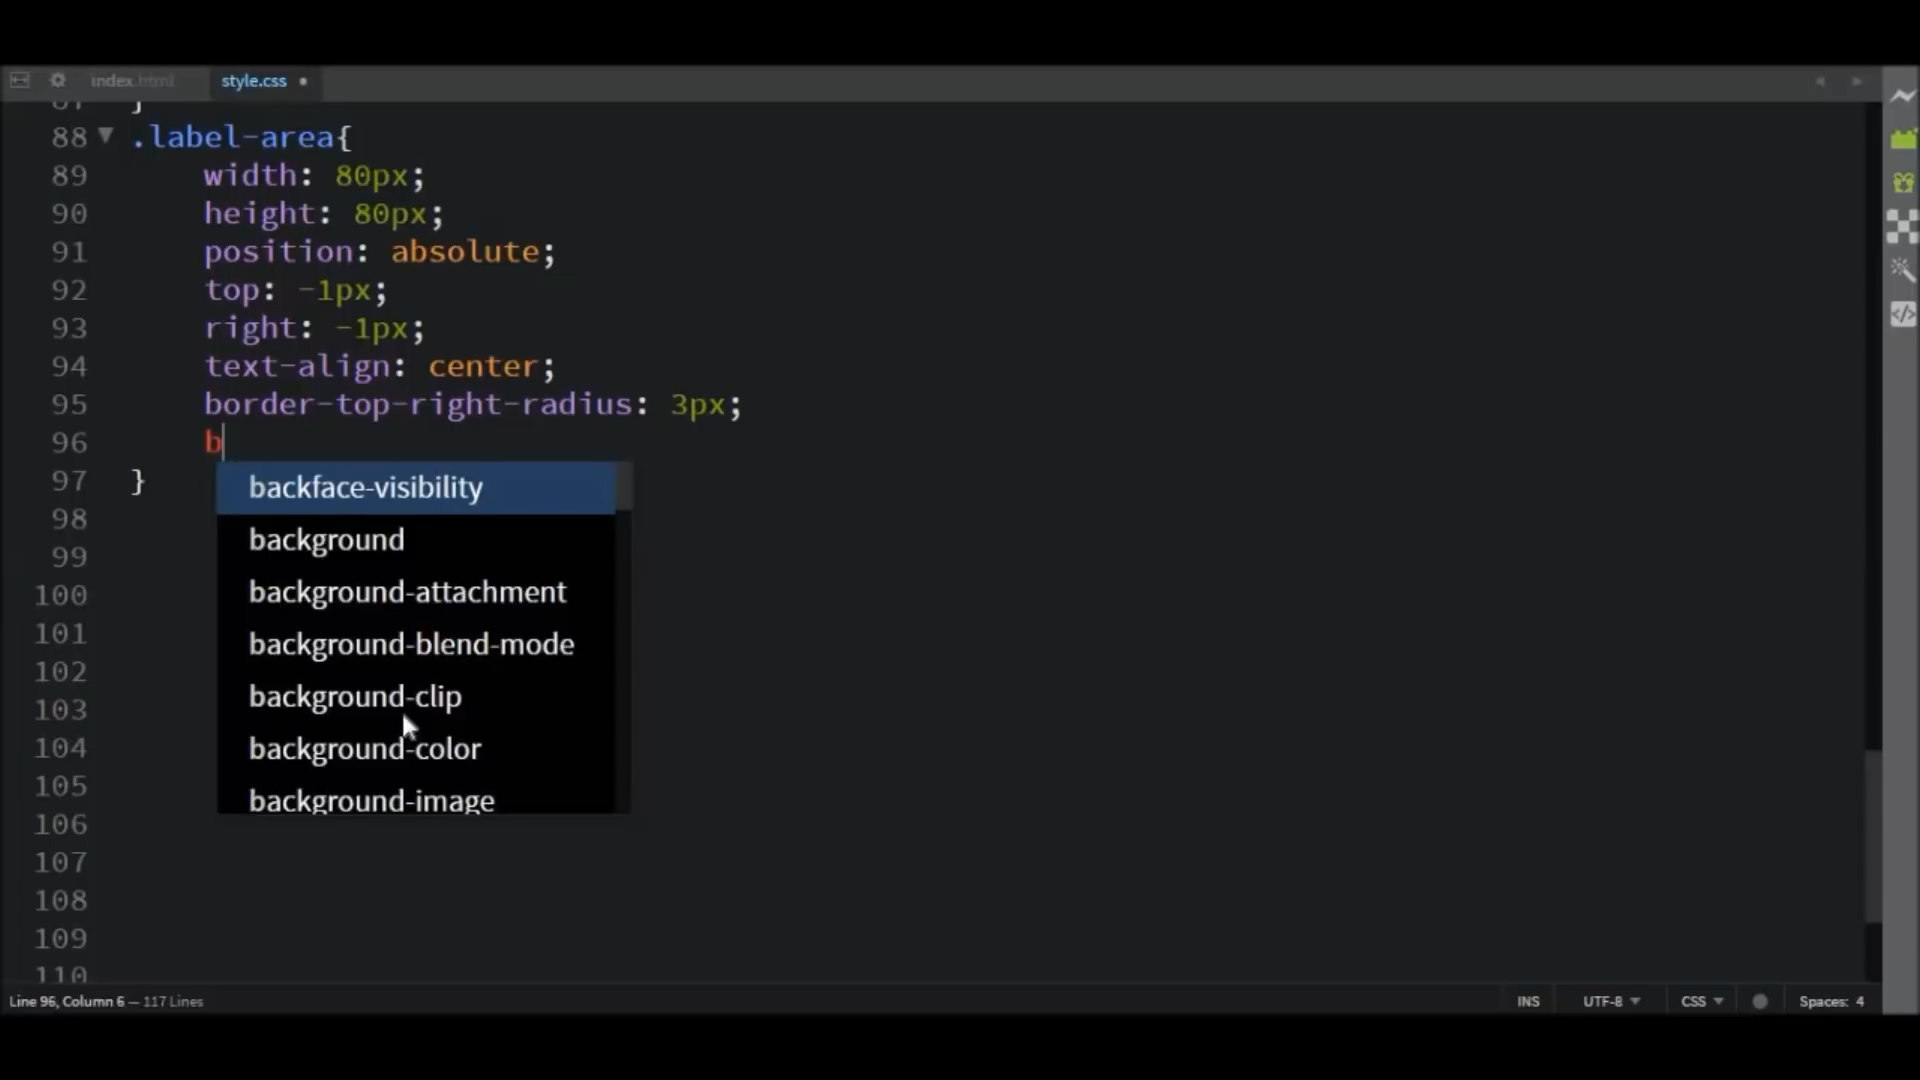 index.html style.css
87 }
88 .label-area{
89 width: 80px;
90 height: 80px;
91 position: absolute;
92 top: -1px;
93 right: -1px;
94 text-align: center;
95 border-top-right-radius: 3px;
96 b
97 }
backface-visibility
98
background
99
background-attachment
100
101
background-blend-mode
102
background-clip
103
104
background-color
105
background-image
106
107
108
109
110
Line 96, Column 6 — 117 Lines INS UTF-8 CSS Spaces: 4